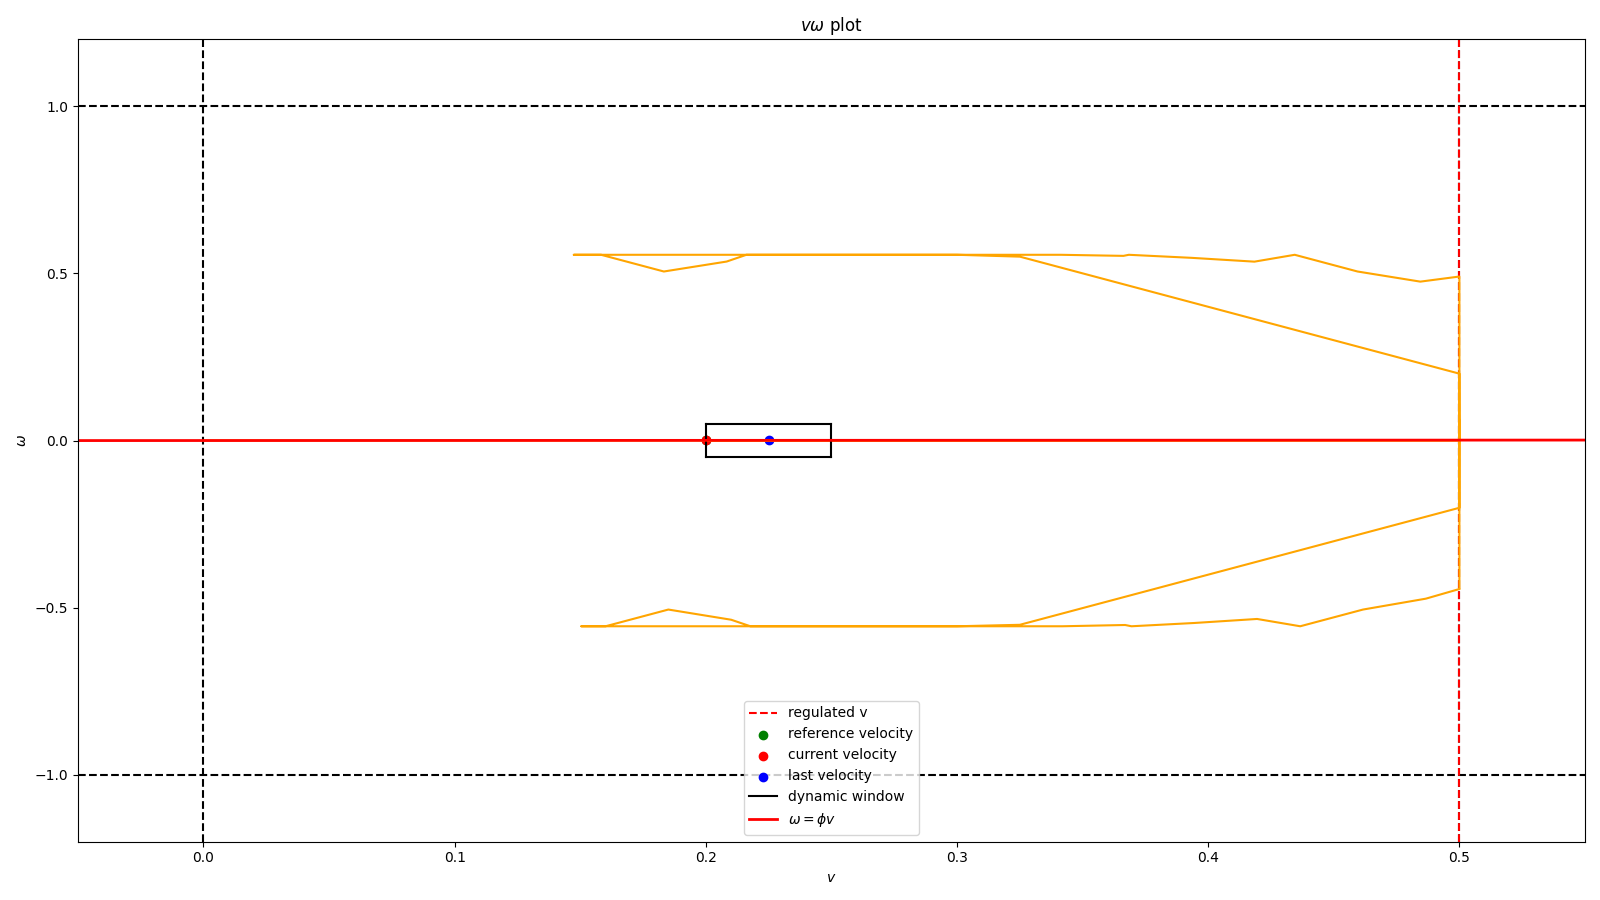 vω plot
1.0
0.5
0.0
−0.5
−1.0
ω
regulated v
reference velocity
current velocity
last velocity
dynamic window
ω = ϕv
0.0
0.1
0.2
0.3
0.4
0.5
v